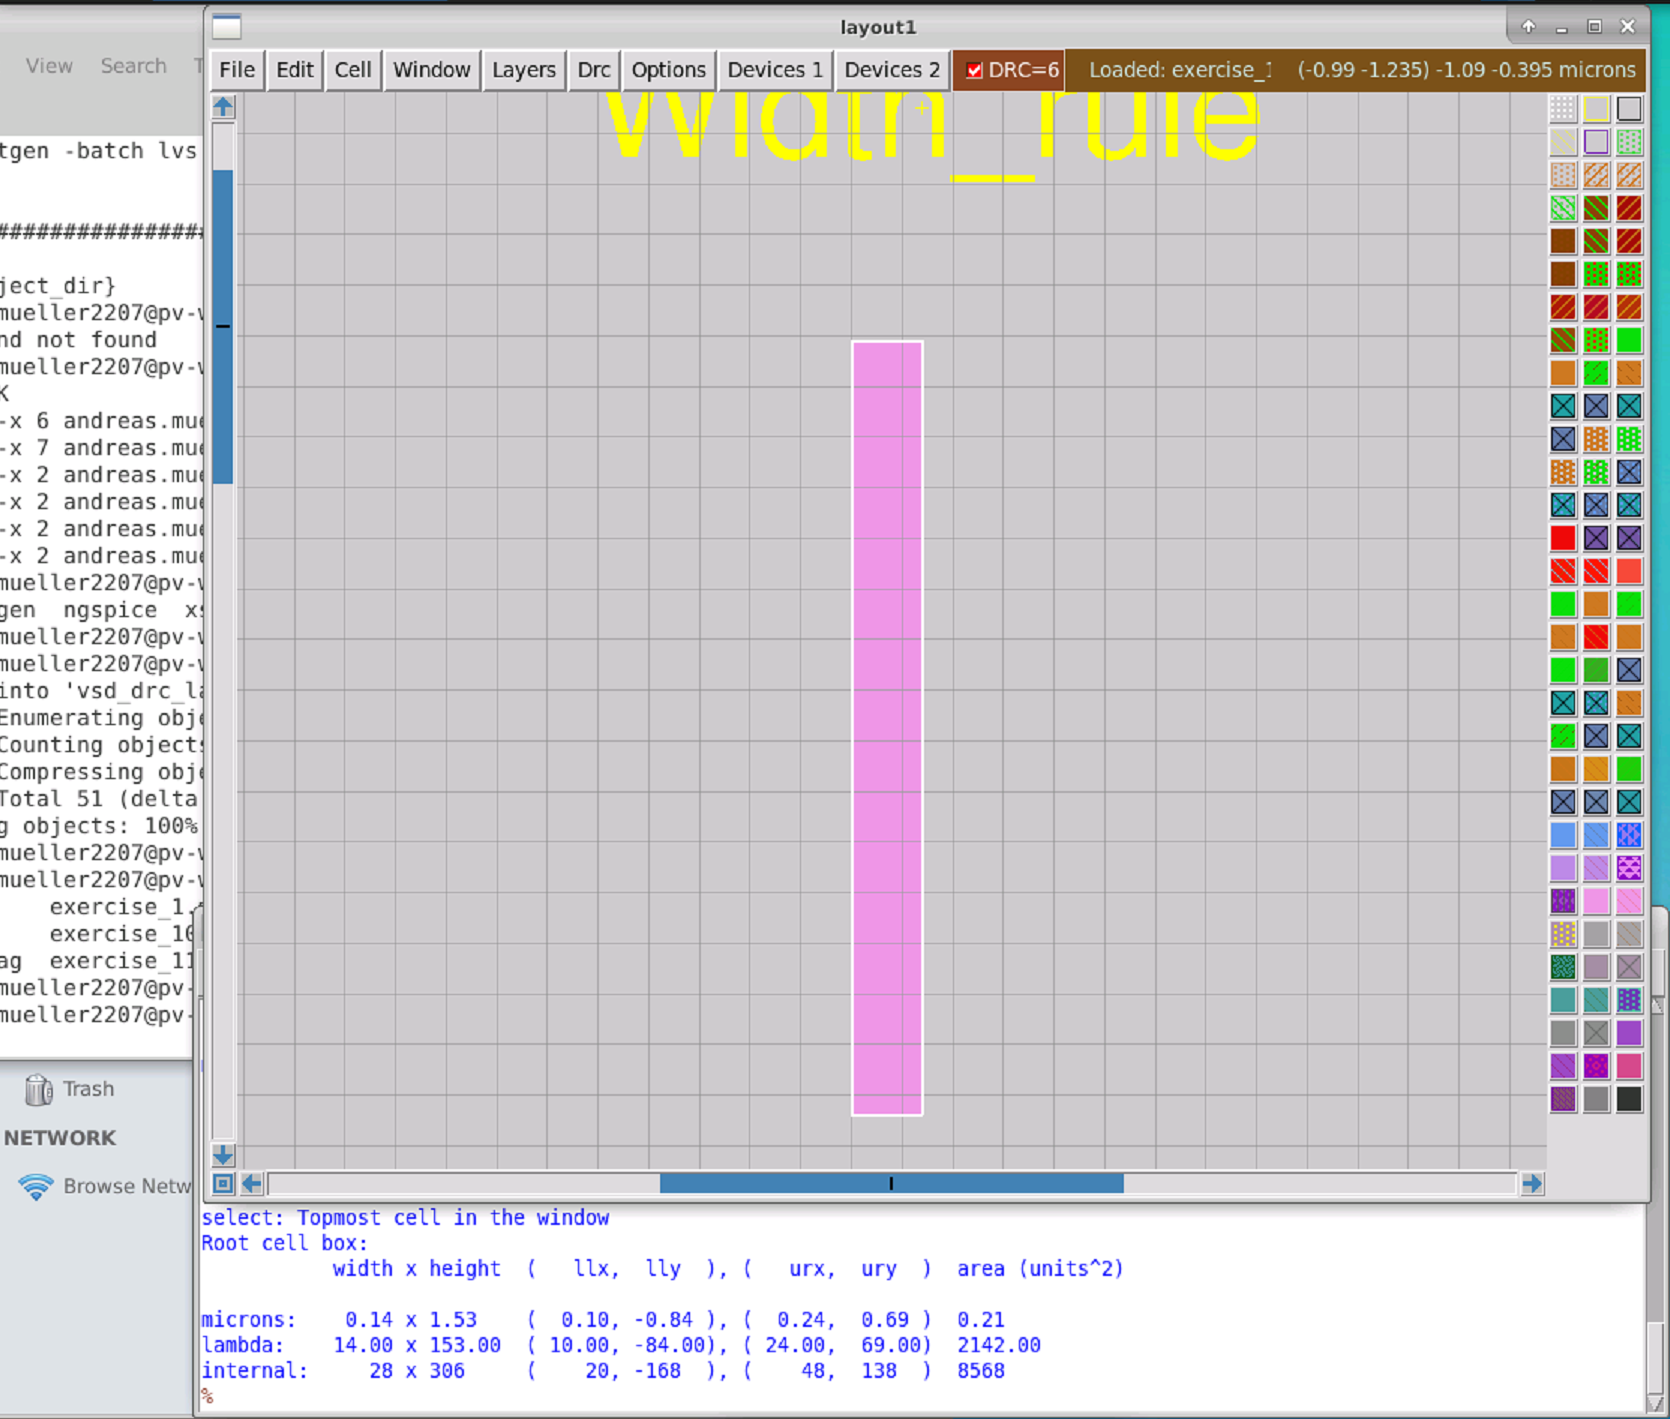 layout1
File Edit Cell Window Layers Drc Options Devices 1 Devices 2 DRC=6 Loaded: exercise_1 (-0.99 -1.235) -1.09 -0.395 microns
Width_rule
View Search T
tgen -batch lvs
################
ject_dir}
mueller2207@pv-w
nd not found
mueller2207@pv-w
K
-x 6 andreas.mue
-x 7 andreas.mue
-x 2 andreas.mue
-x 2 andreas.mue
-x 2 andreas.mue
-x 2 andreas.mue
mueller2207@pv-w
gen ngspice xs
mueller2207@pv-w
mueller2207@pv-w
into 'vsd_drc_la
Enumerating obje
Counting objects
Compressing obje
Total 51 (delta
g objects: 100%
mueller2207@pv-w
mueller2207@pv-w
exercise_1.
exercise_10
ag exercise_11
mueller2207@pv-
mueller2207@pv-
Trash
NETWORK
Browse Netw
select: Topmost cell in the window
Root cell box:
width x height ( llx, lly ), ( urx, ury ) area (units^2)
microns: 0.14 x 1.53 ( 0.10, -0.84 ), ( 0.24, 0.69 ) 0.21
lambda: 14.00 x 153.00 ( 10.00, -84.00), ( 24.00, 69.00) 2142.00
internal: 28 x 306 ( 20, -168 ), ( 48, 138 ) 8568
%